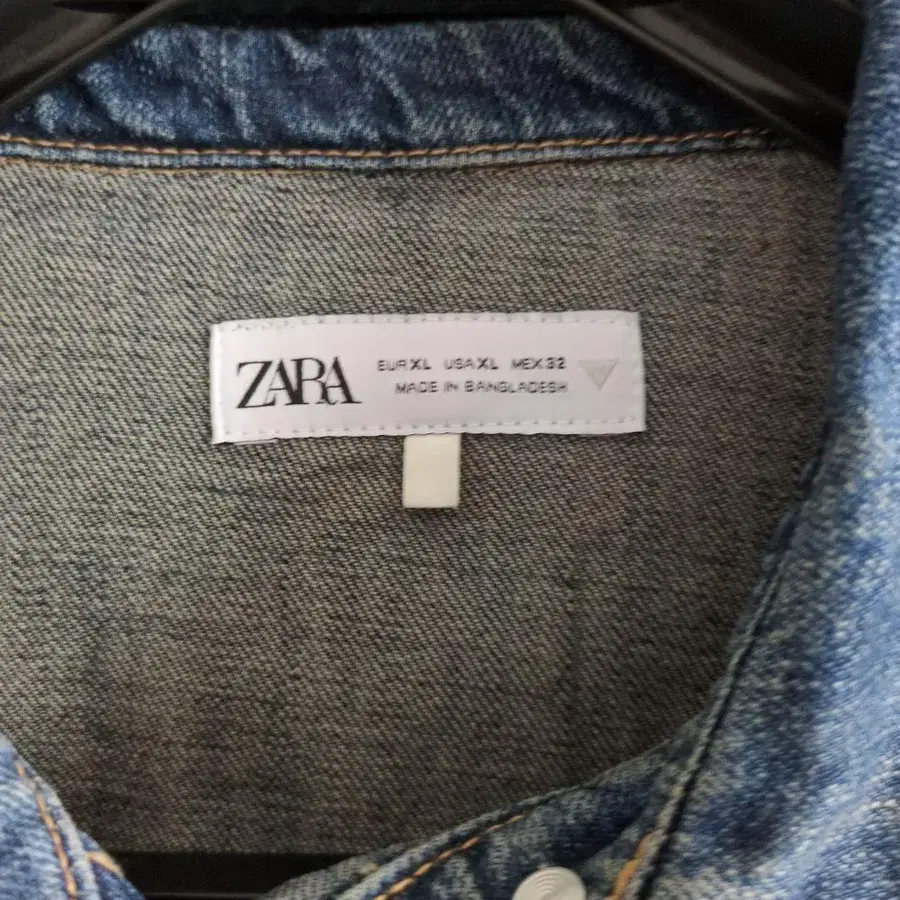 ZARA
EUR XL USA XL MEX 32
MADE IN BANGLADESH